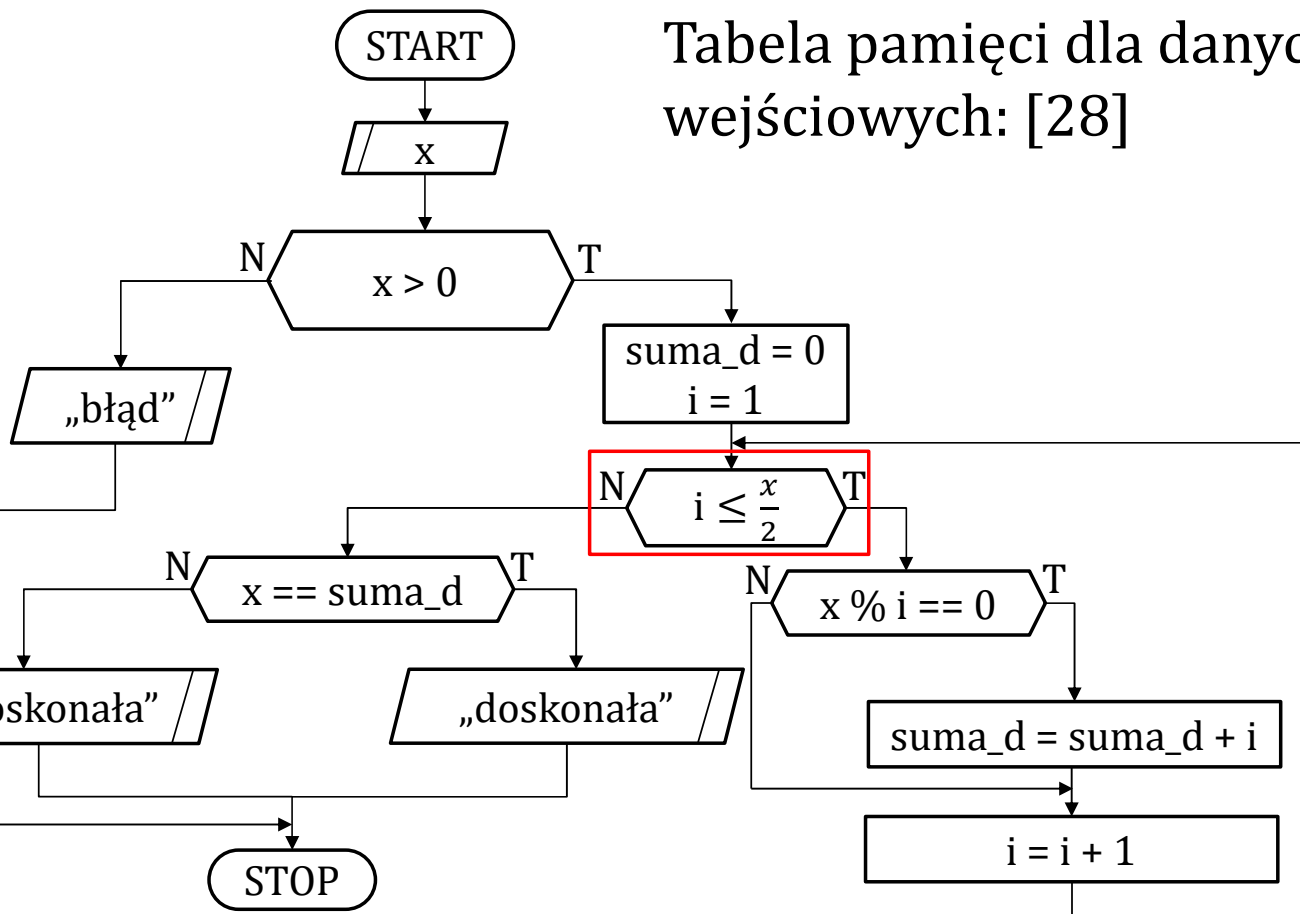 START
Tabela pamięci dla danyc
wejściowych: [28]
x
N
T
x > 0
suma_d = 0
i = 1
„błąd”
N
T
i ≤ x/2
N
T
x == suma_d
N
T
x % i == 0
oskonała”
„doskonała”
suma_d = suma_d + i
i = i + 1
STOP